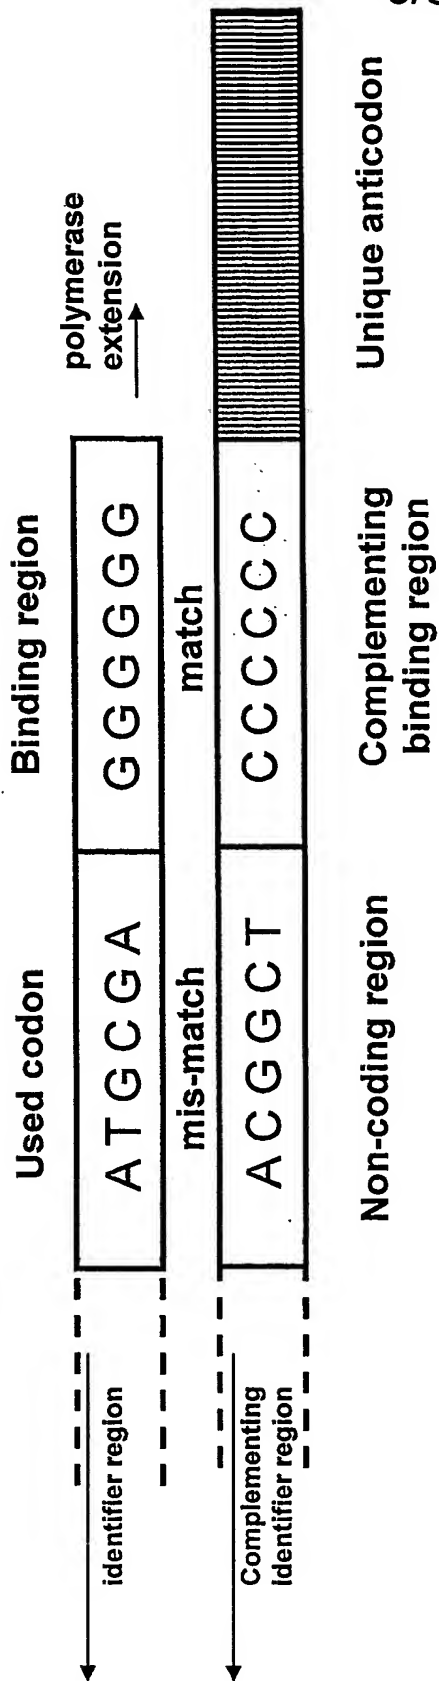 Used codon
Binding region
identifier region
A T G C G A
G G G G G G
polymerase
extension
mis-match
match
Complementing
identifier region
A C G G C T
C C C C C C
Non-coding region
Complementing
binding region
Unique anticodon